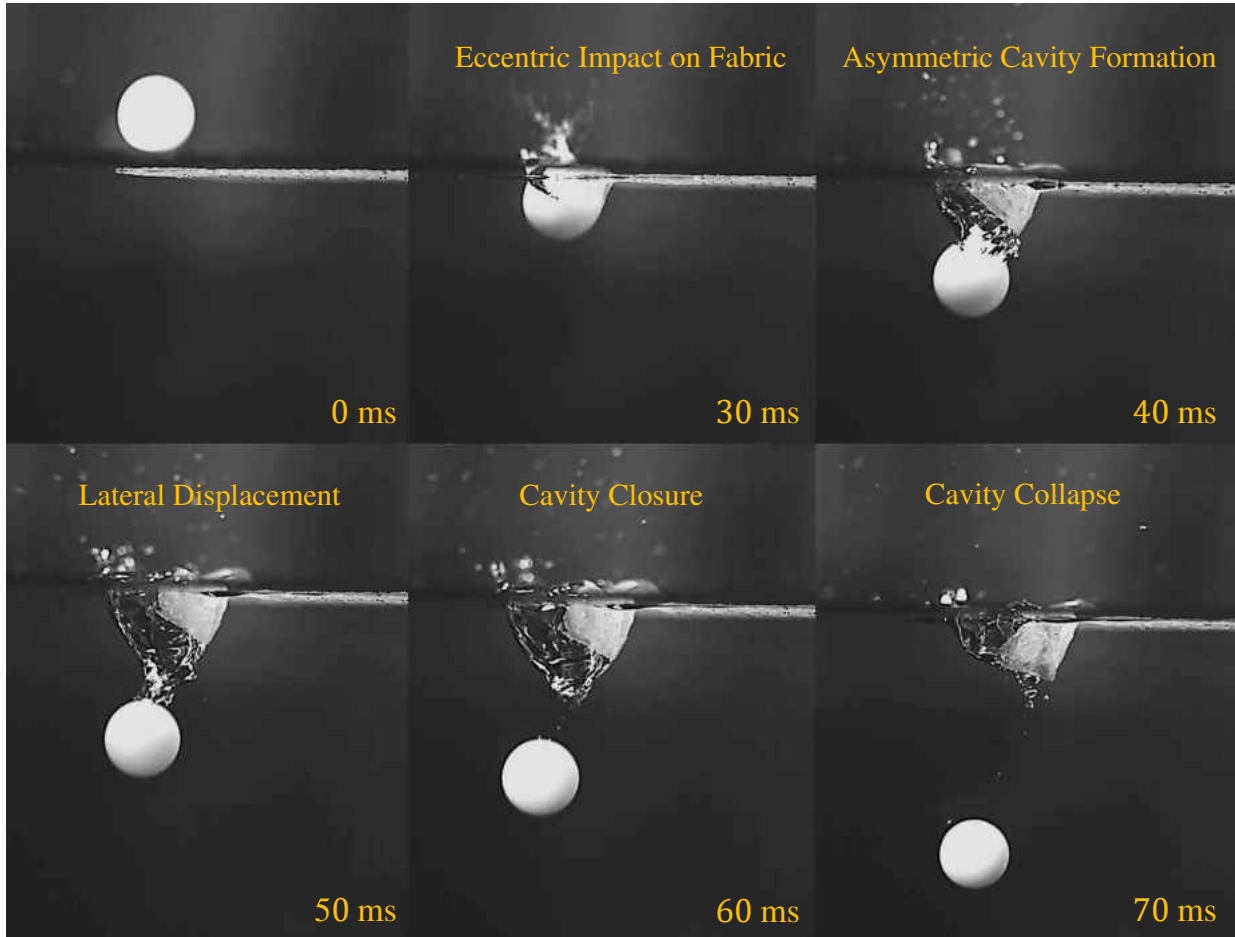 0 ms
Eccentric Impact on Fabric
30 ms
Asymmetric Cavity Formation
40 ms
Lateral Displacement
50 ms
Cavity Closure
60 ms
Cavity Collapse
70 ms